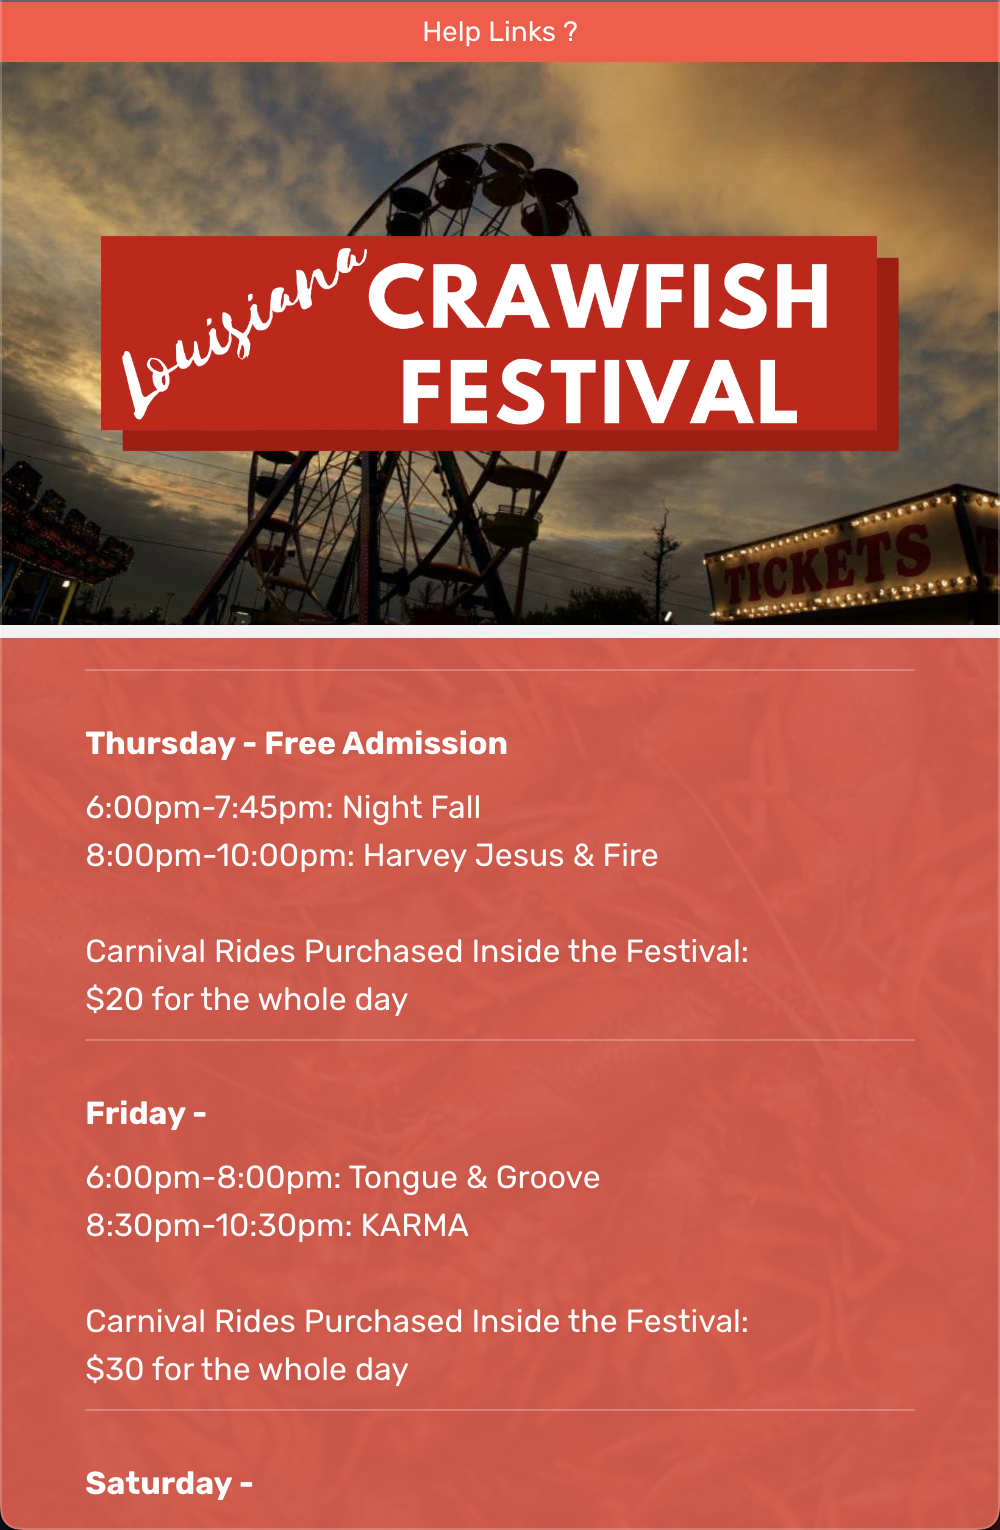 Help Links ?
Louisiana CRAWFISH
FESTIVAL
TICKETS
Thursday - Free Admission
6:00pm-7:45pm: Night Fall
8:00pm-10:00pm: Harvey Jesus & Fire
Carnival Rides Purchased Inside the Festival:
$20 for the whole day
Friday -
6:00pm-8:00pm: Tongue & Groove
8:30pm-10:30pm: KARMA
Carnival Rides Purchased Inside the Festival:
$30 for the whole day
Saturday -